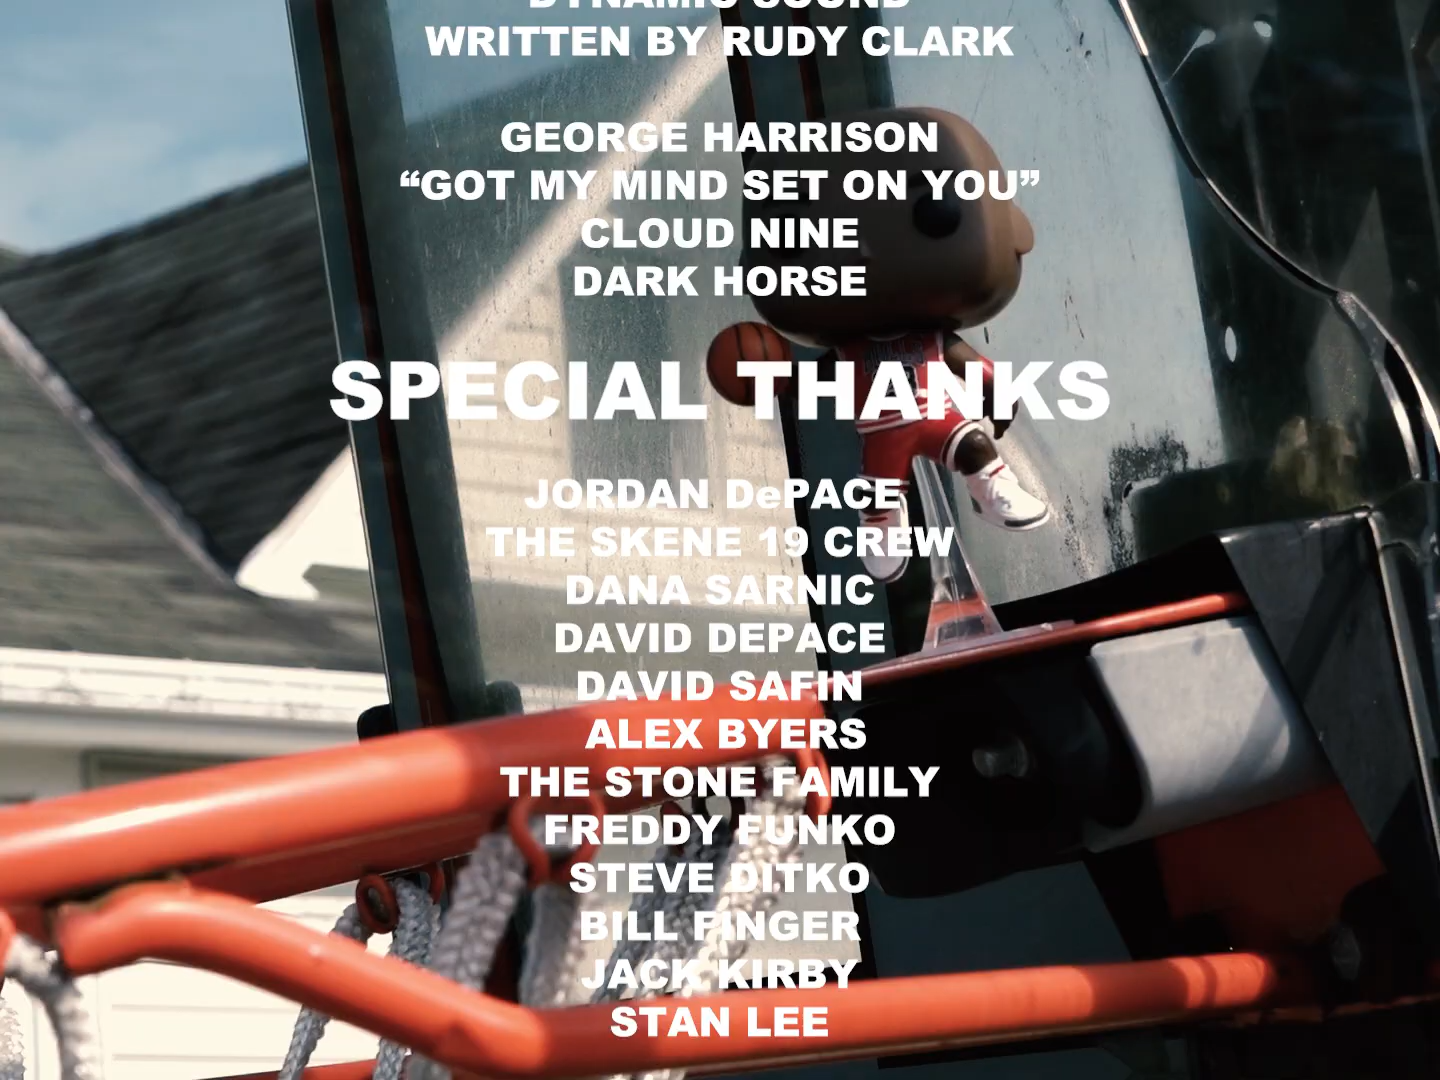 DYNAMIC SOUND
WRITTEN BY RUDY CLARK
GEORGE HARRISON
“GOT MY MIND SET ON YOU”
CLOUD NINE
DARK HORSE
SPECIAL THANKS
JORDAN DePACE
THE SKENE 19 CREW
DANA SARNIC
DAVID DEPACE
DAVID SAFIN
ALEX BYERS
THE STONE FAMILY
FREDDY FUNKO
STEVE DITKO
BILL FINGER
JACK KIRBY
STAN LEE